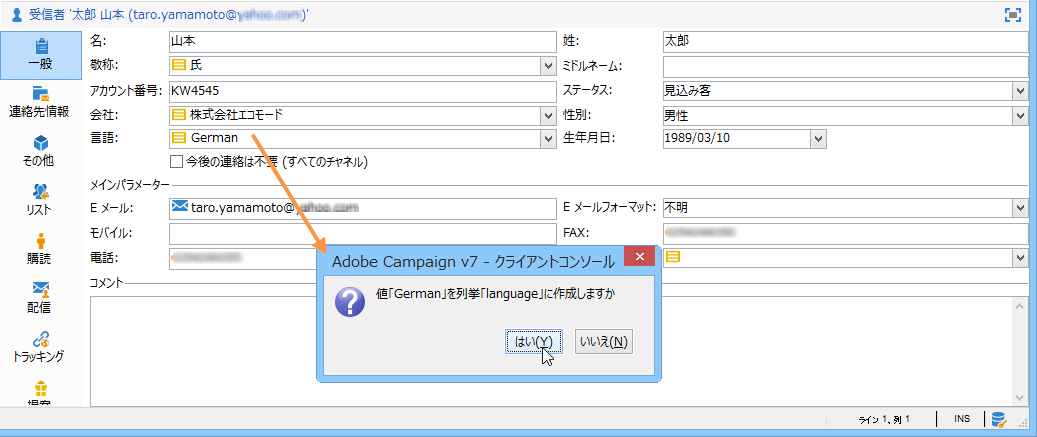 受信者 '太郎 山本 (taro.yamamoto@)'
一般
連絡先情報
その他
リスト
購読
配信
トラッキング
提案
名: 山本 姓: 太郎
敬称: 氏 ミドルネーム:
アカウント番号: KW4545 ステータス: 見込み客
会社: 株式会社エコモード 性別: 男性
言語: German 生年月日: 1989/03/10
今後の連絡は不要 (すべてのチャネル)
メインパラメーター
E メール: taro.yamamoto@ E メールフォーマット: 不明
モバイル: FAX:
電話:
コメント
Adobe Campaign v7 - クライアントコンソール
値「German」を列挙「language」に作成しますか
はい(Y) いいえ(N)
ライン 1、列 1 INS